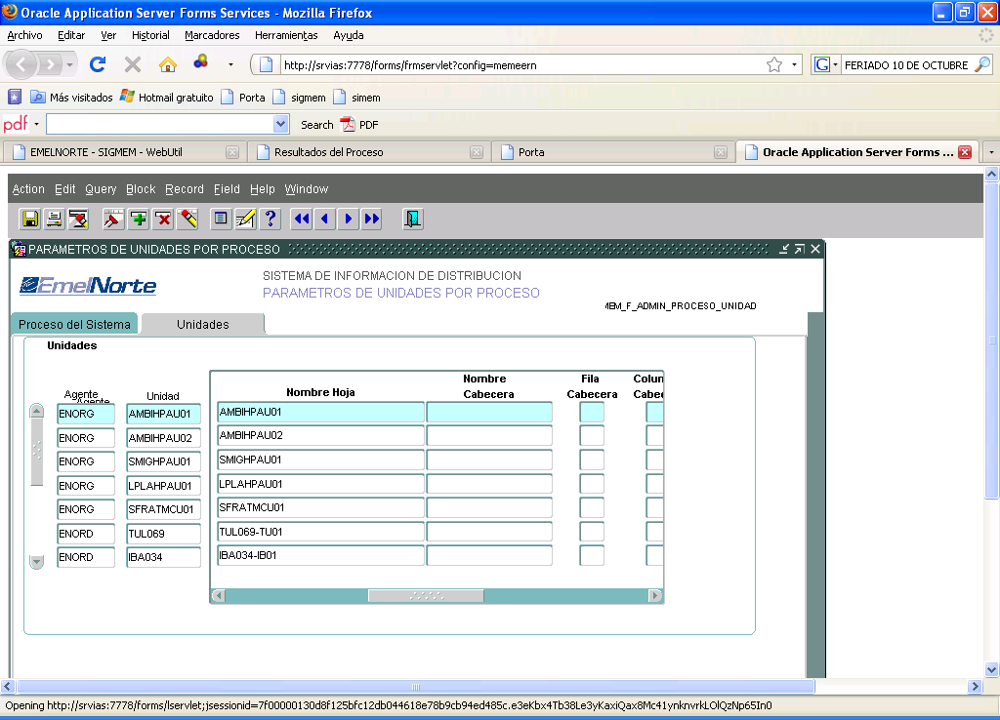 Oracle Application Server Forms Services - Mozilla Firefox
Archivo Editar Ver Historial Marcadores Herramientas Ayuda
http://srvias:7778/forms/frmservlet?config=memeern
G FERIADO 10 DE OCTUBRE
Más visitados Hotmail gratuito Porta sigmem simem
pdf Search PDF
EMELNORTE - SIGMEM - WebUtil Resultados del Proceso Porta Oracle Application Server Forms ...
Action Edit Query Block Record Field Help Window
PARAMETROS DE UNIDADES POR PROCESO
SISTEMA DE INFORMACION DE DISTRIBUCION
EmelNorte PARAMETROS DE UNIDADES POR PROCESO
MEM_F_ADMIN_PROCESO_UNIDAD
Proceso del Sistema Unidades
Unidades
Nombre Fila Colun
Agente Unidad Nombre Hoja Cabecera Cabecera Cabec
Agente
ENORG AMBIHPAU01 AMBIHPAU01
ENORG AMBIHPAU02 AMBIHPAU02
ENORG SMIGHPAU01 SMIGHPAU01
ENORG LPLAHPAU01 LPLAHPAU01
ENORG SFRATMCU01 SFRATMCU01
ENORD TUL069 TUL069-TU01
ENORD IBA034 IBA034-IB01
Opening http://srvias:7778/forms/lservlet;jsessionid=7f00000130d8f125bfc12db044618e78b9cb94ed485c.e3eKbx4Tb38Le3yKaxiQax8Mc41ynknvrkLOlQzNp65In0